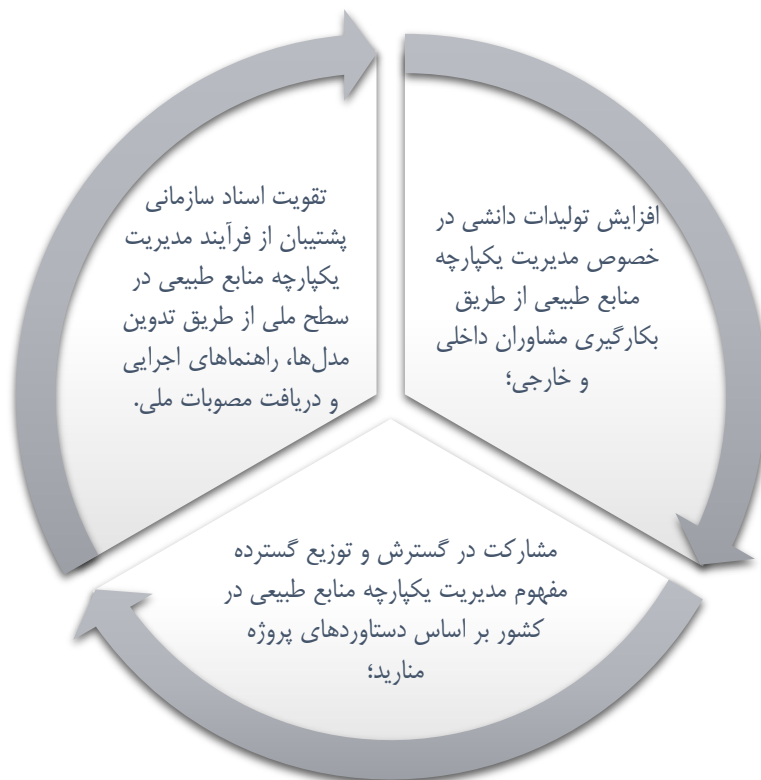 افزایش تولیدات دانشی در
خصوص مدیریت یکپارچه
منابع طبیعی از طریق
بکارگیری مشاوران داخلی
و خارجی؛
مشارکت در گسترش و توزیع گسترده
مفهوم مدیریت یکپارچه منابع طبیعی در
کشور بر اساس دستاوردهای پروژه
منارید؛
تقویت اسناد سازمانی
پشتیبان از فرآیند مدیریت
یکپارچه منابع طبیعی در
سطح ملی از طریق تدوین
مدل‌ها، راهنماهای اجرایی
و دریافت مصوبات ملی.